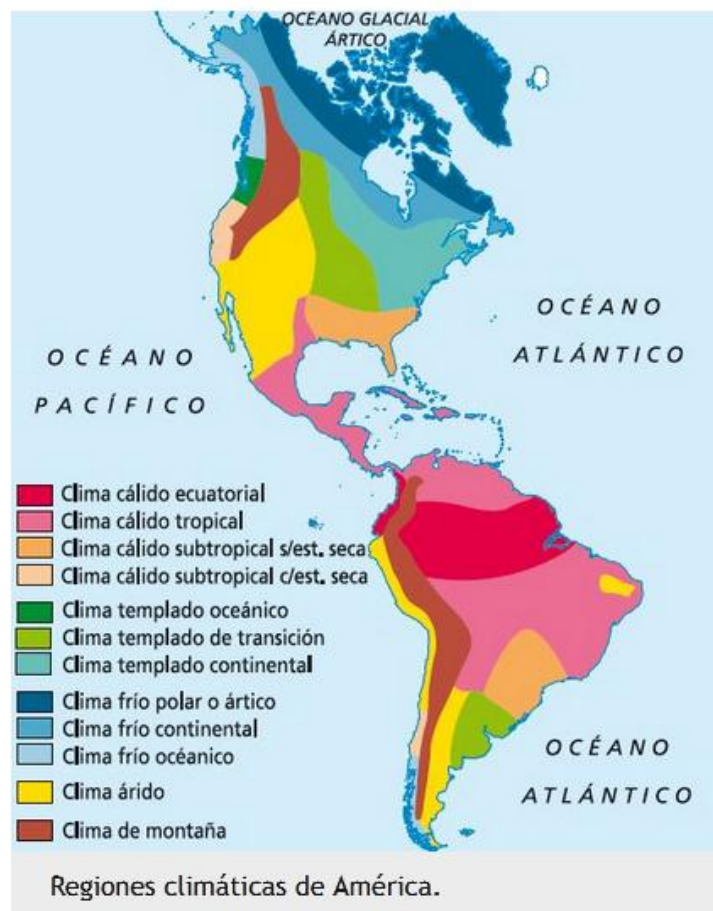 OCÉANO GLACIAL
ÁRTICO
OCÉANO
ATLÁNTICO
OCÉANO
PACÍFICO
Clima cálido ecuatorial
Clima cálido tropical
Clima cálido subtropical s/est. seca
Clima cálido subtropical c/est. seca
Clima templado oceánico
Clima templado de transición
Clima templado continental
Clima frío polar o ártico
Clima frío continental
Clima frío océanico
Clima árido
Clima de montaña
OCÉANO
ATLÁNTICO
Regiones climáticas de América.